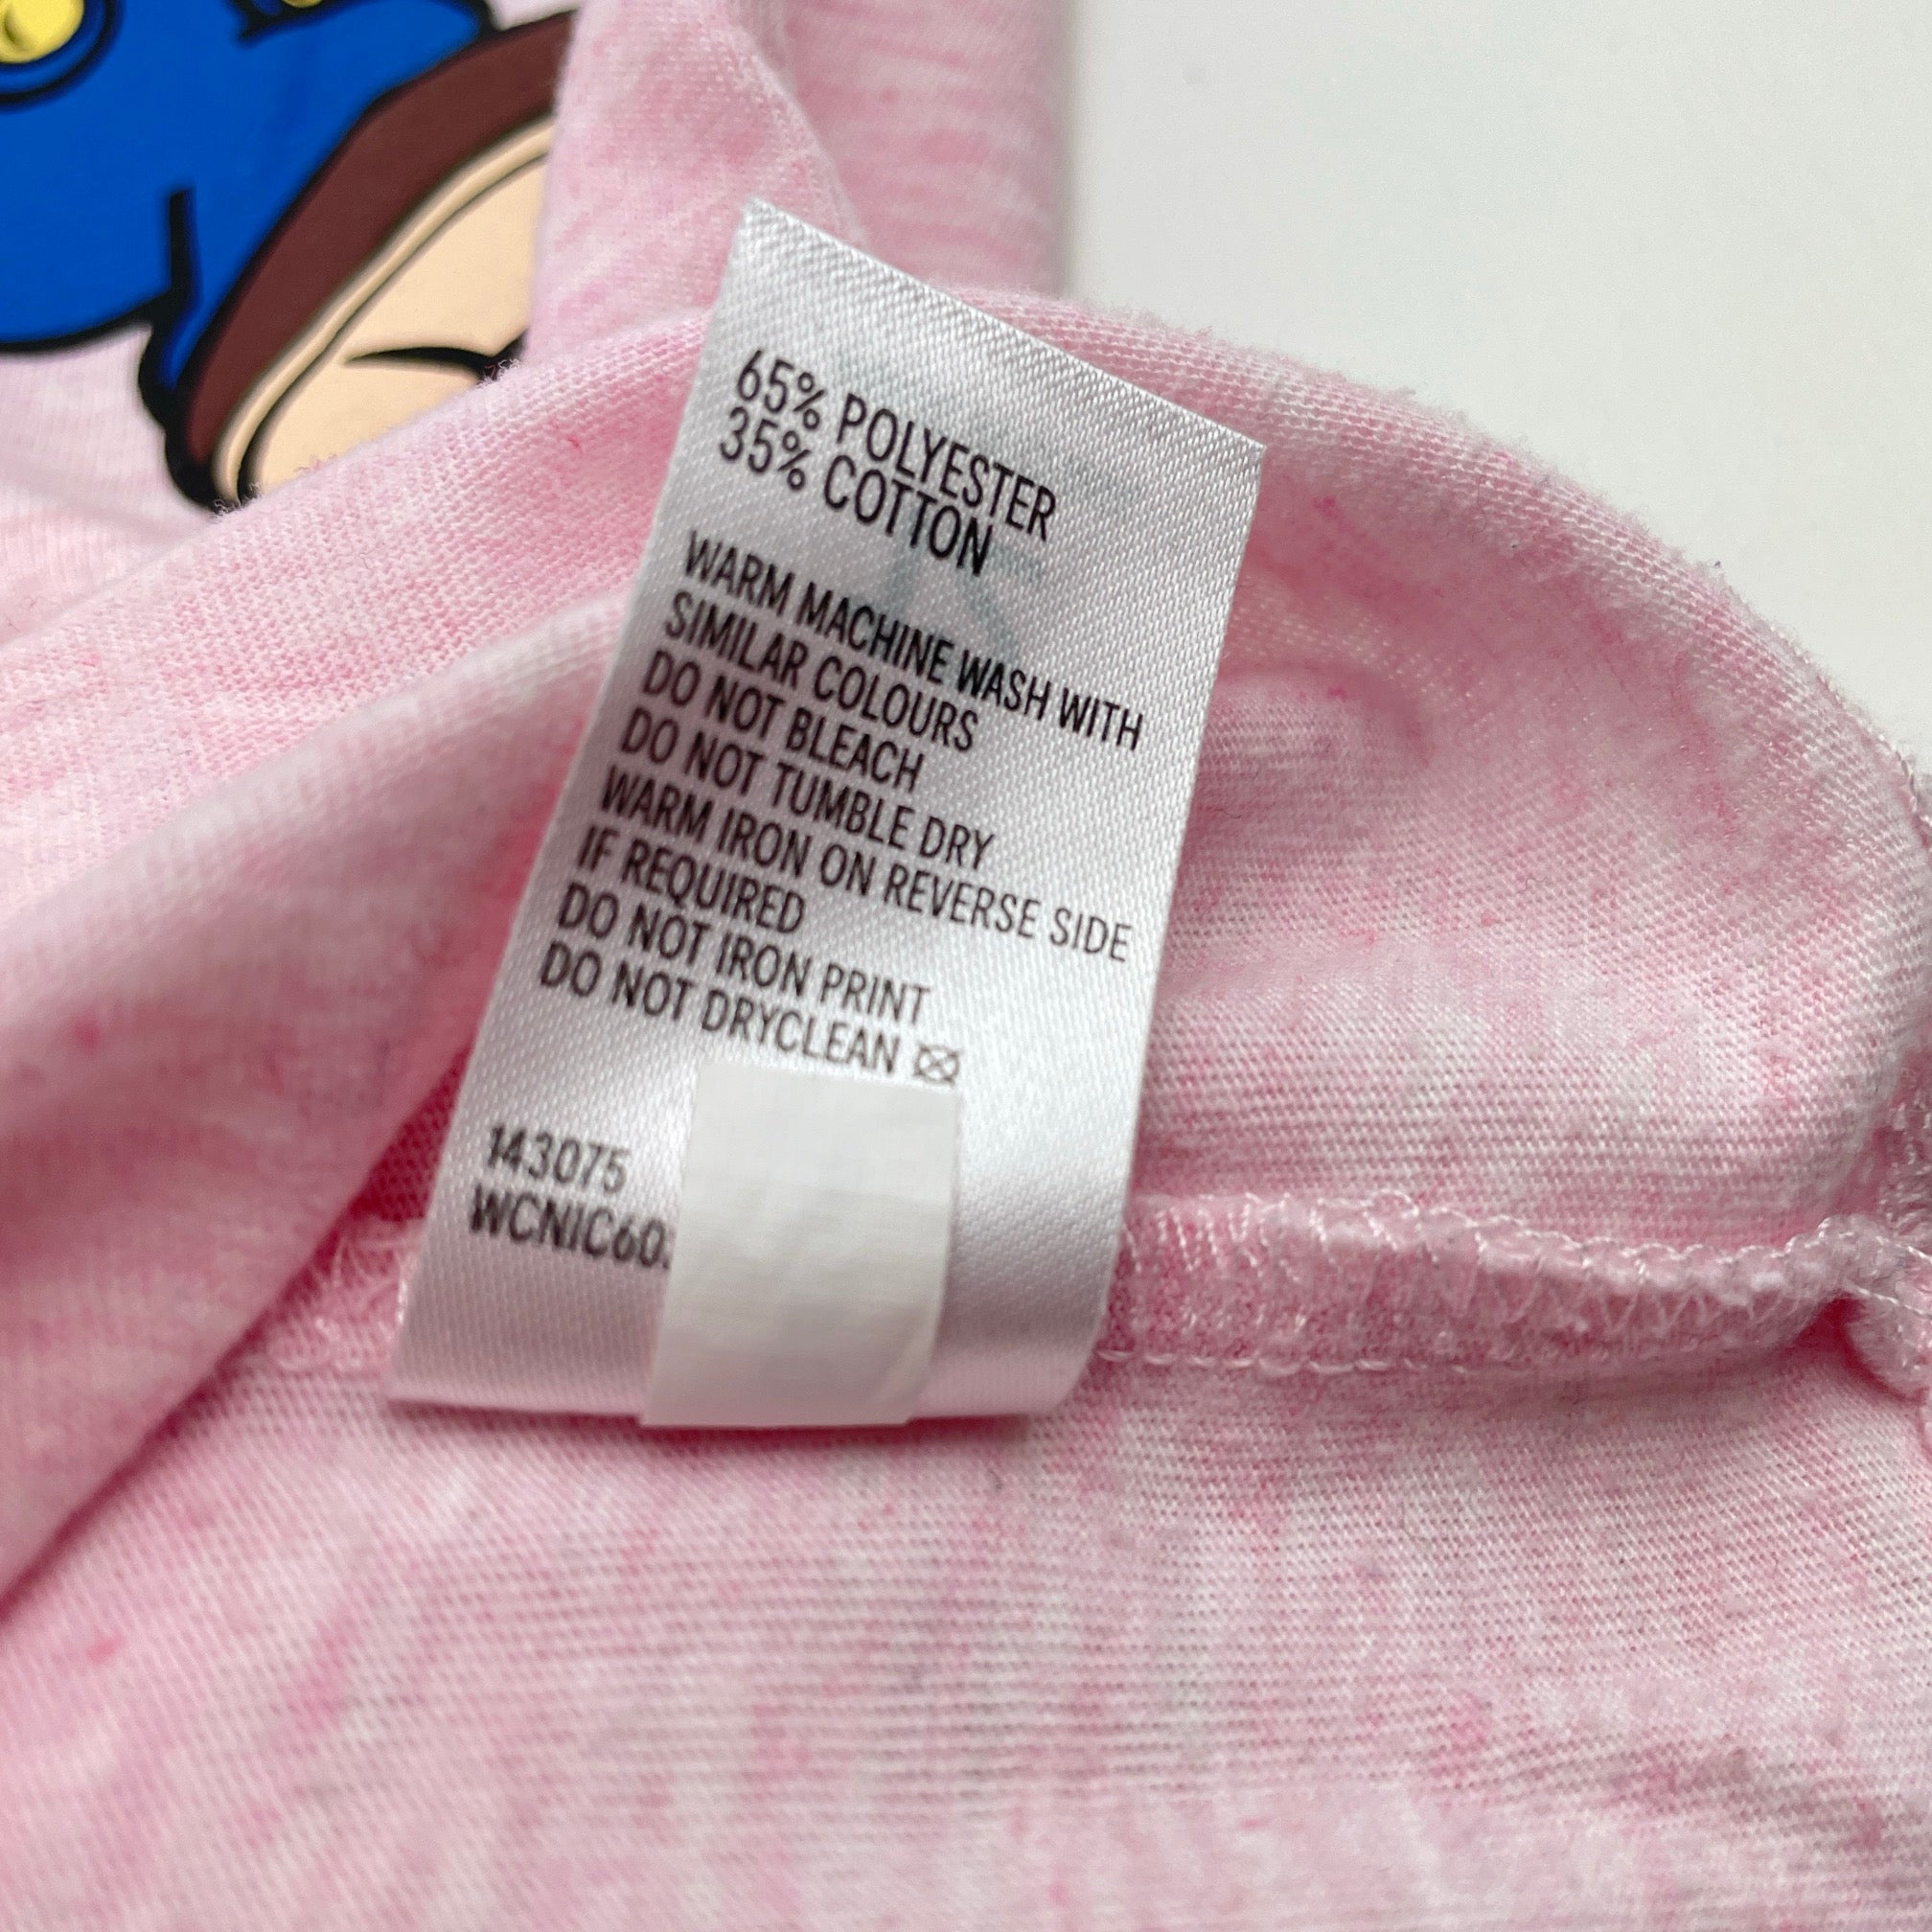 65% POLYESTER
35% COTTON
WARM MACHINE WASH WITH
SIMILAR COLOURS
DO NOT BLEACH
DO NOT TUMBLE DRY
WARM IRON ON REVERSE SIDE
IF REQUIRED
DO NOT IRON PRINT
DO NOT DRYCLEAN
143075